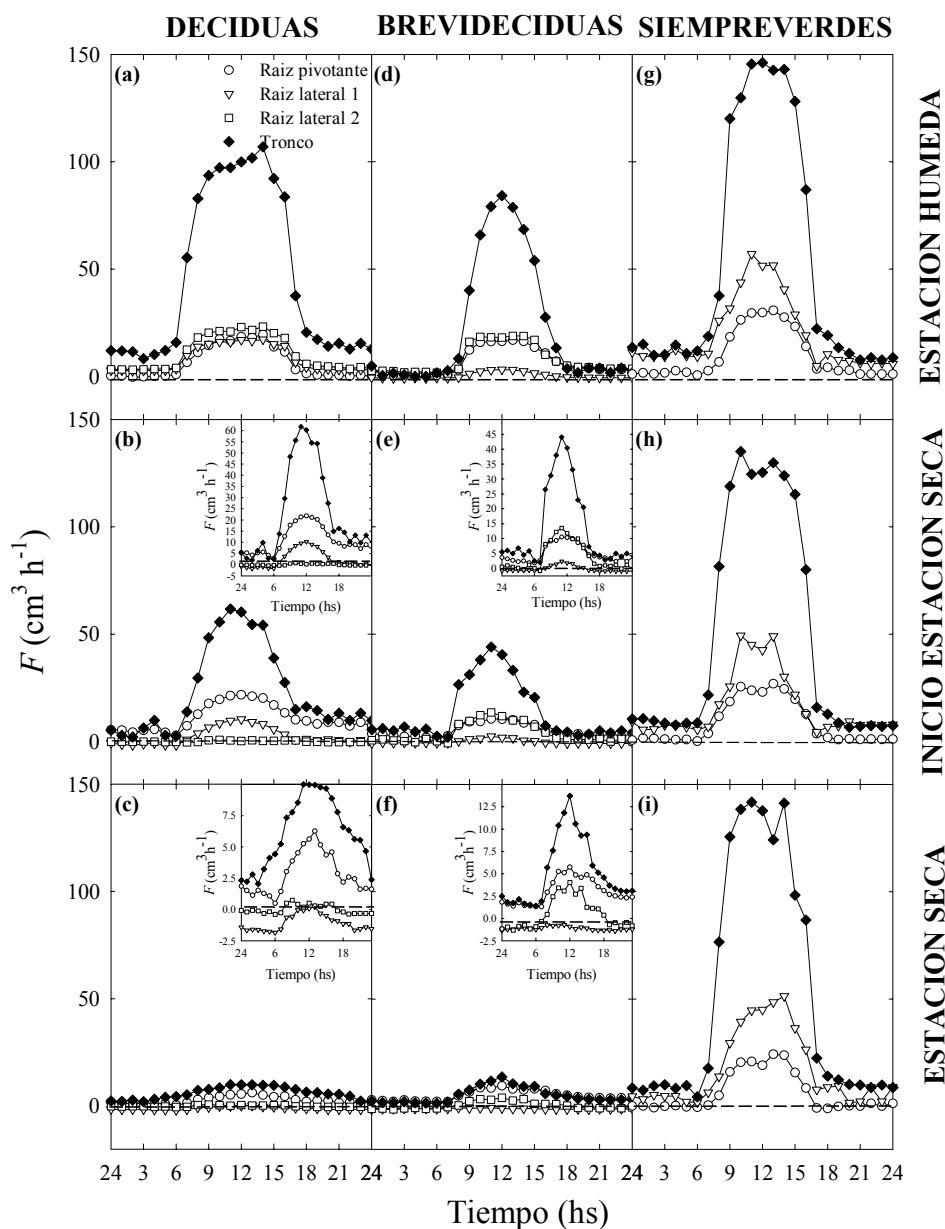 DECIDUAS
BREVIDECIDUAS
SIEMPREVERDES
ESTACION HUMEDA
INICIO ESTACION SECA
ESTACION SECA
F (cm³ h⁻¹)
(a)
Raiz pivotante
Raiz lateral 1
Raiz lateral 2
Tronco
150
100
50
0
(d)
(g)
(b)
150
100
50
0
F (cm³ h⁻¹)
60
55
50
45
40
35
30
25
20
15
10
5
0
-5
24 6 12 18
Tiempo (hs)
(e)
F (cm³ h⁻¹)
45
40
35
30
25
20
15
10
5
0
24 6 12 18
Tiempo (hs)
(h)
(c)
150
100
50
0
F (cm³ h⁻¹)
7.5
5.0
2.5
0.0
-2.5
24 6 12 18
Tiempo (hs)
(f)
F (cm³ h⁻¹)
12.5
10.0
7.5
5.0
2.5
0.0
-2.5
24 6 12 18
Tiempo (hs)
(i)
24 3 6 9 12 15 18 21 24 3 6 9 12 15 18 21 24 3 6 9 12 15 18 21 24
Tiempo (hs)